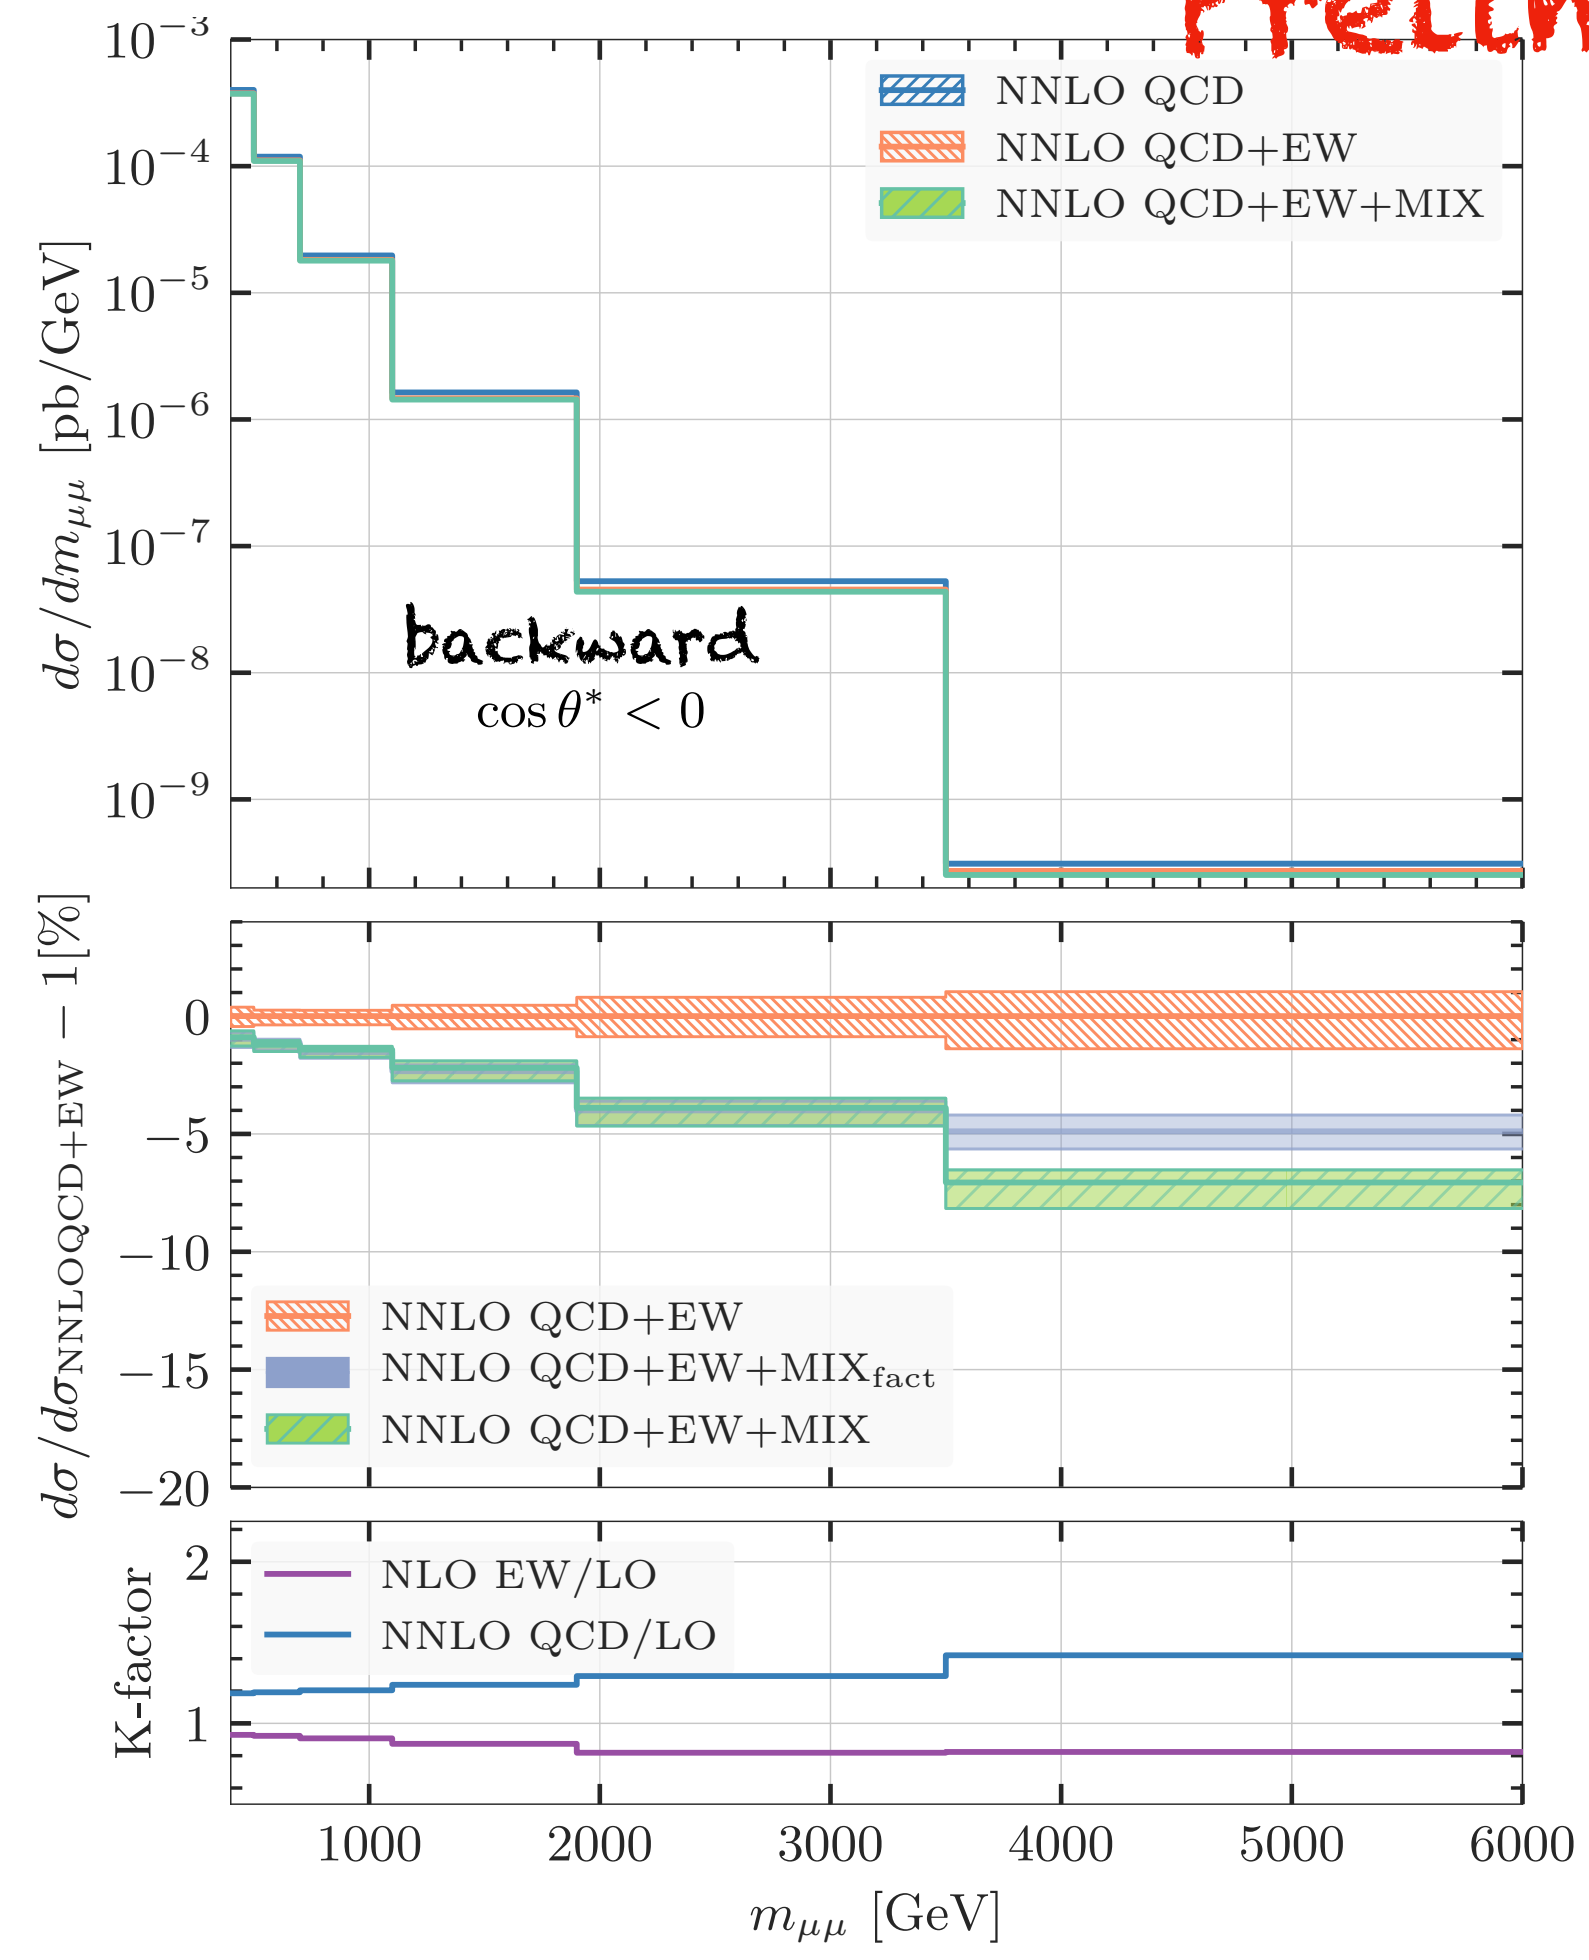 10⁻³
10⁻⁴
10⁻⁵
10⁻⁶
10⁻⁷
10⁻⁸
10⁻⁹
dσ/dm_μμ [pb/GeV]
NNLO QCD
NNLO QCD+EW
NNLO QCD+EW+MIX
backward
cos θ* < 0
0
−5
−10
−15
−20
dσ/dσ_NNLOQCD+EW − 1[%]
NNLO QCD+EW
NNLO QCD+EW+MIX_fact
NNLO QCD+EW+MIX
2
1
K-factor
NLO EW/LO
NNLO QCD/LO
1000 2000 3000 4000 5000 6000
m_μμ [GeV]